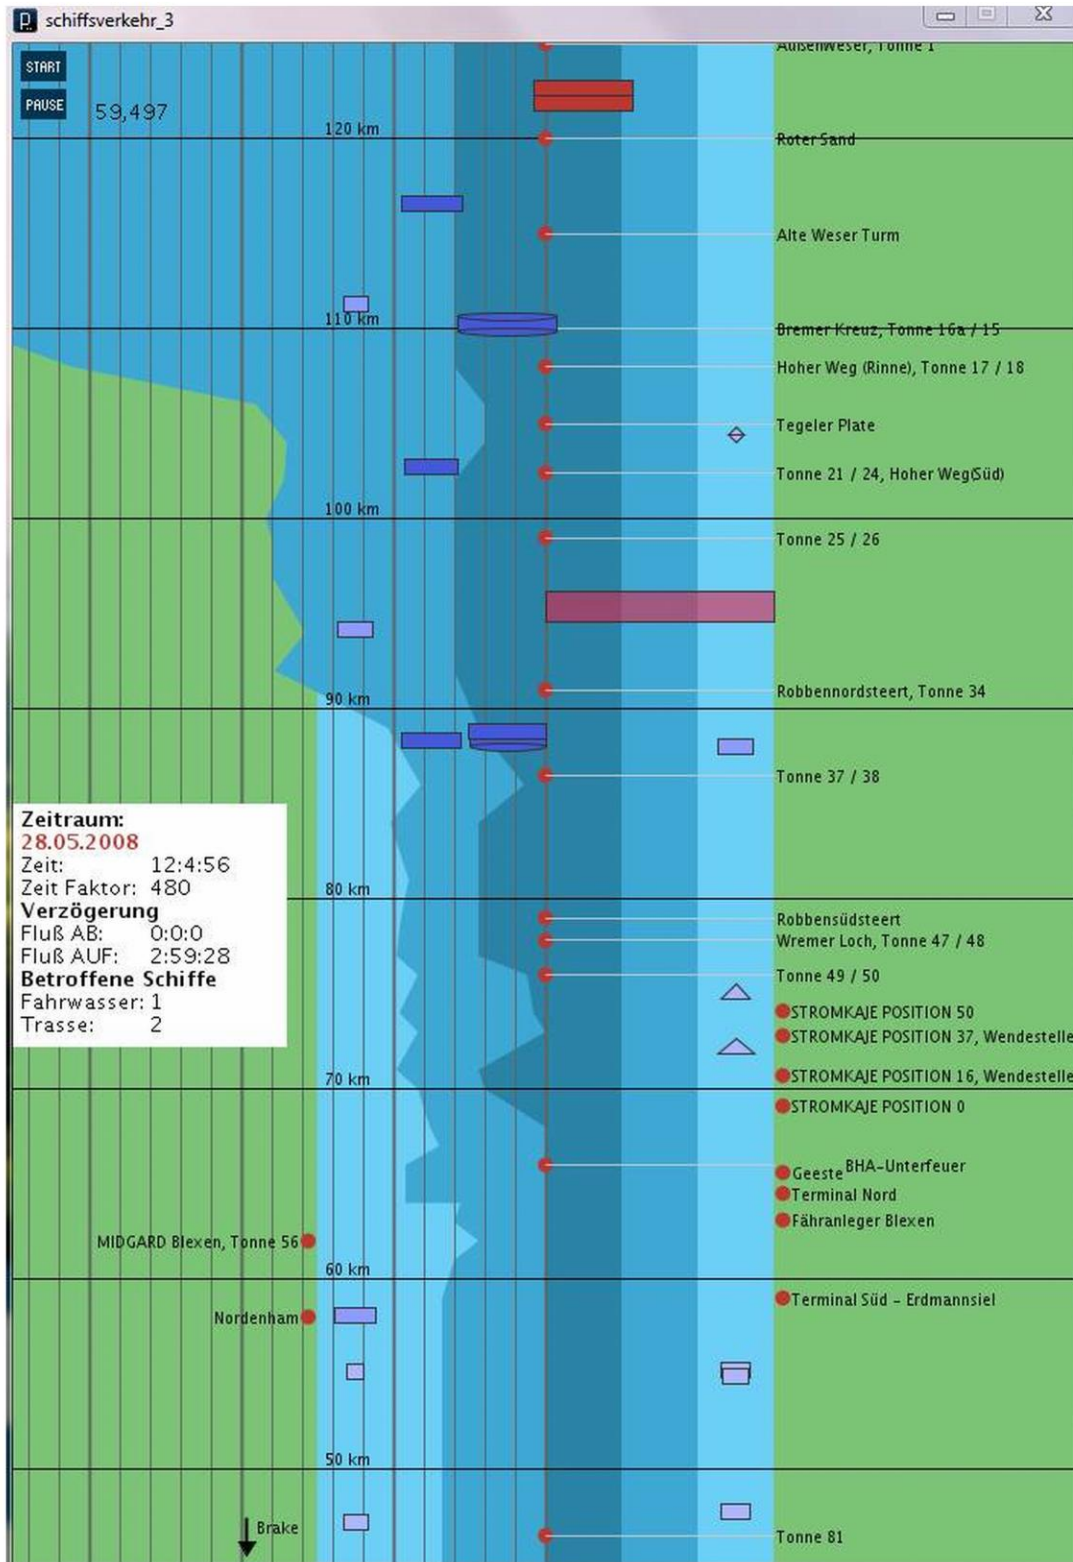 schiffsverkehr_3
Außenweser, Tonne 1
START
PAUSE
59,497
120 km
Roter Sand
Alte Weser Turm
110 km
Bremer Kreuz, Tonne 16a / 15
Hoher Weg (Rinne), Tonne 17 / 18
Tegeler Plate
Tonne 21 / 24, Hoher Weg(Süd)
100 km
Tonne 25 / 26
90 km
Robbennordsteert, Tonne 34
Tonne 37 / 38
Zeitraum:
28.05.2008
Zeit: 12:4:56
Zeit Faktor: 480
Verzögerung
Fluß AB: 0:0:0
Fluß AUF: 2:59:28
Betroffene Schiffe
Fahrwasser: 1
Trasse: 2
80 km
Robbensüdsteert
Wremer Loch, Tonne 47 / 48
Tonne 49 / 50
STROMKAJE POSITION 50
STROMKAJE POSITION 37, Wendestelle
70 km
STROMKAJE POSITION 16, Wendestelle
STROMKAJE POSITION 0
BHA-Unterfeuer
Geeste
Terminal Nord
Fähranleger Blexen
MIDGARD Blexen, Tonne 56
60 km
Terminal Süd - Erdmannsiel
Nordenham
50 km
Brake
Tonne 81